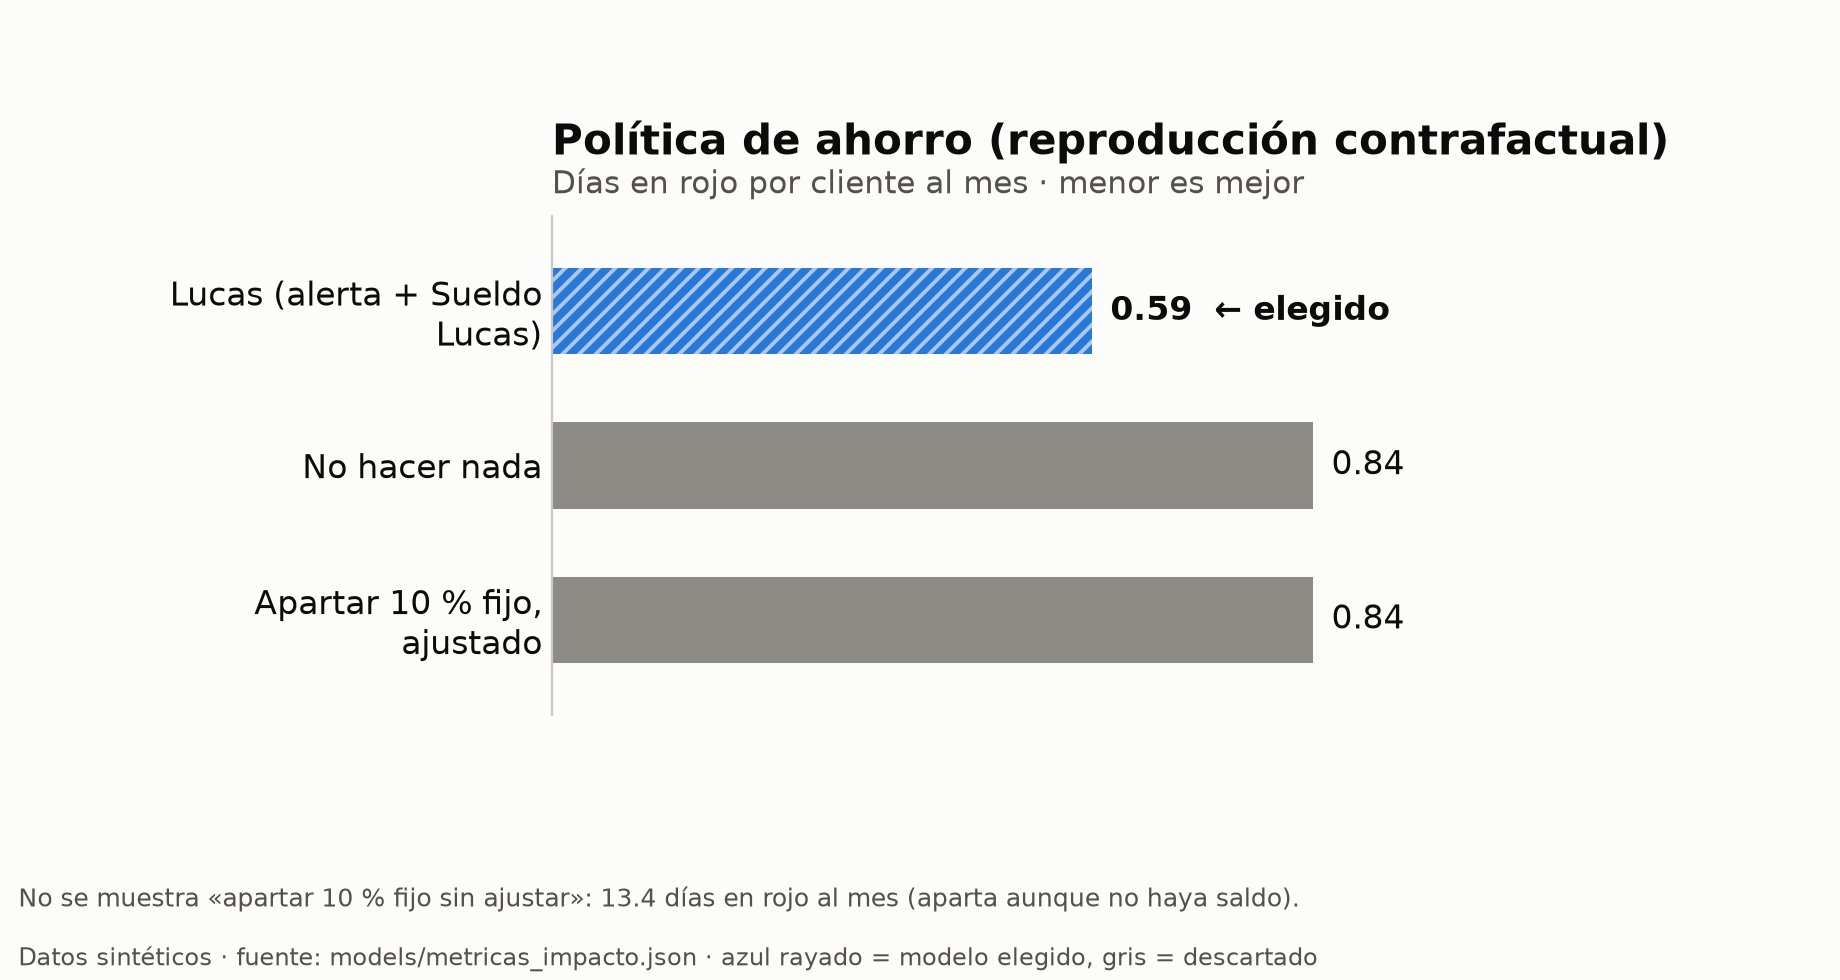 Política de ahorro (reproducción contrafactual)
Días en rojo por cliente al mes · menor es mejor
Lucas (alerta + Sueldo
Lucas)
0.59 ← elegido
No hacer nada
0.84
Apartar 10 % fijo,
ajustado
0.84
No se muestra «apartar 10 % fijo sin ajustar»: 13.4 días en rojo al mes (aparta aunque no haya saldo).
Datos sintéticos · fuente: models/metricas_impacto.json · azul rayado = modelo elegido, gris = descartado